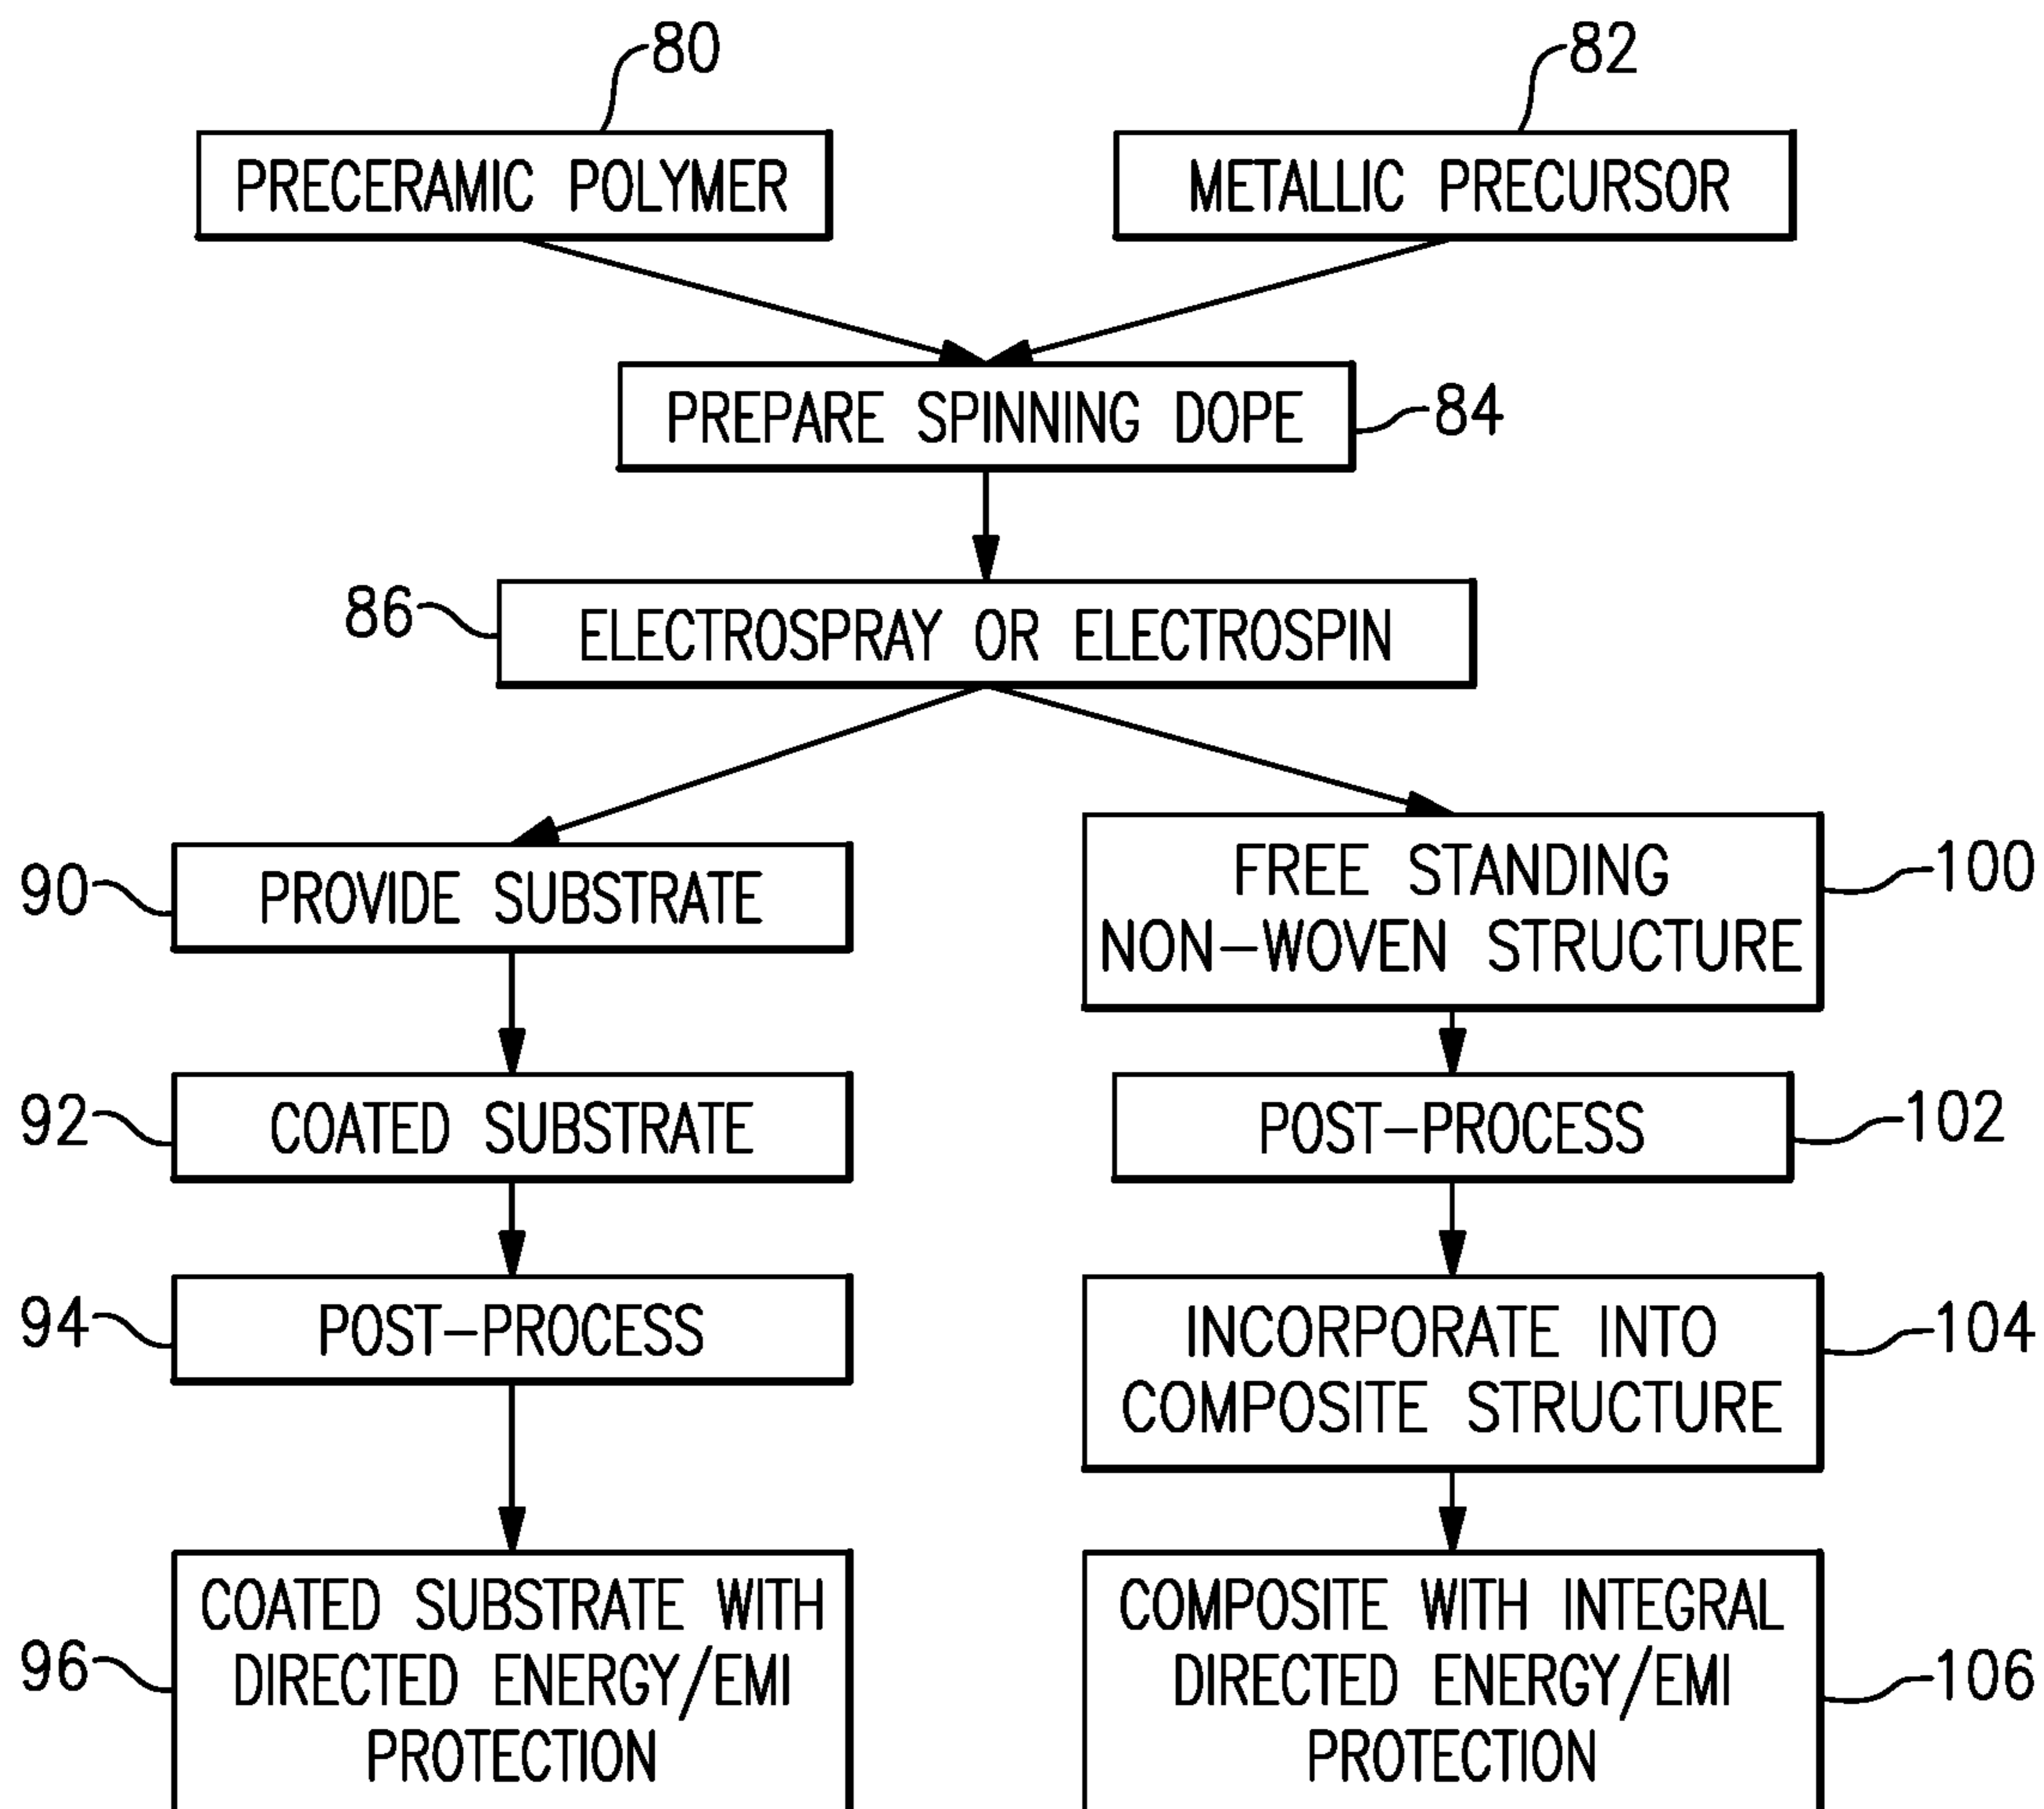 80
82
PRECERAMIC POLYMER
METALLIC PRECURSOR
PREPARE SPINNING DOPE
84
86
ELECTROSPRAY OR ELECTROSPIN
90
PROVIDE SUBSTRATE
FREE STANDING
NON-WOVEN STRUCTURE
100
92
COATED SUBSTRATE
POST-PROCESS
102
94
POST-PROCESS
INCORPORATE INTO
COMPOSITE STRUCTURE
104
96
COATED SUBSTRATE WITH
DIRECTED ENERGY/EMI
PROTECTION
COMPOSITE WITH INTEGRAL
DIRECTED ENERGY/EMI
PROTECTION
106